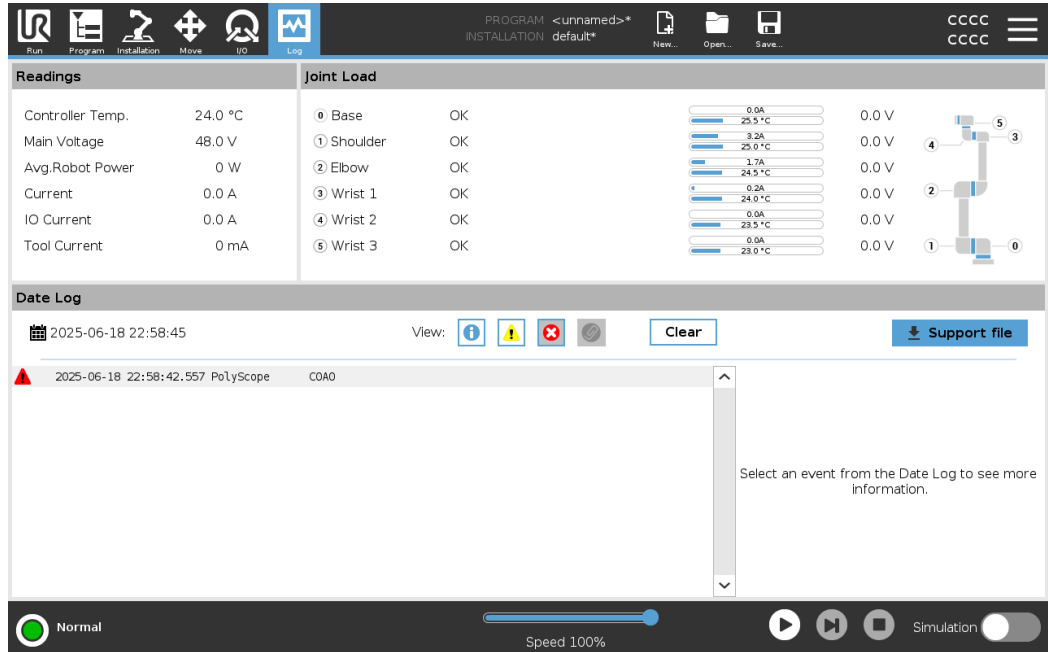 PROGRAM <unnamed>*
INSTALLATION default*
CCCC
CCCC
Run Program Installation Move I/O Log New... Open... Save...
Readings
Controller Temp. 24.0 °C
Main Voltage 48.0 V
Avg.Robot Power 0 W
Current 0.0 A
IO Current 0.0 A
Tool Current 0 mA
Joint Load
0 Base OK 0.0A 25.5 °C 0.0 V
1 Shoulder OK 3.2A 25.0 °C 0.0 V
2 Elbow OK 1.7A 24.5 °C 0.0 V
3 Wrist 1 OK 0.2A 24.0 °C 0.0 V
4 Wrist 2 OK 0.0A 23.5 °C 0.0 V
5 Wrist 3 OK 0.0A 23.0 °C 0.0 V
5
3
4
2
1 0
Date Log
2025-06-18 22:58:45 View: Clear Support file
2025-06-18 22:58:42.557 PolyScope C0A0
Select an event from the Date Log to see more
information.
Normal Speed 100% Simulation